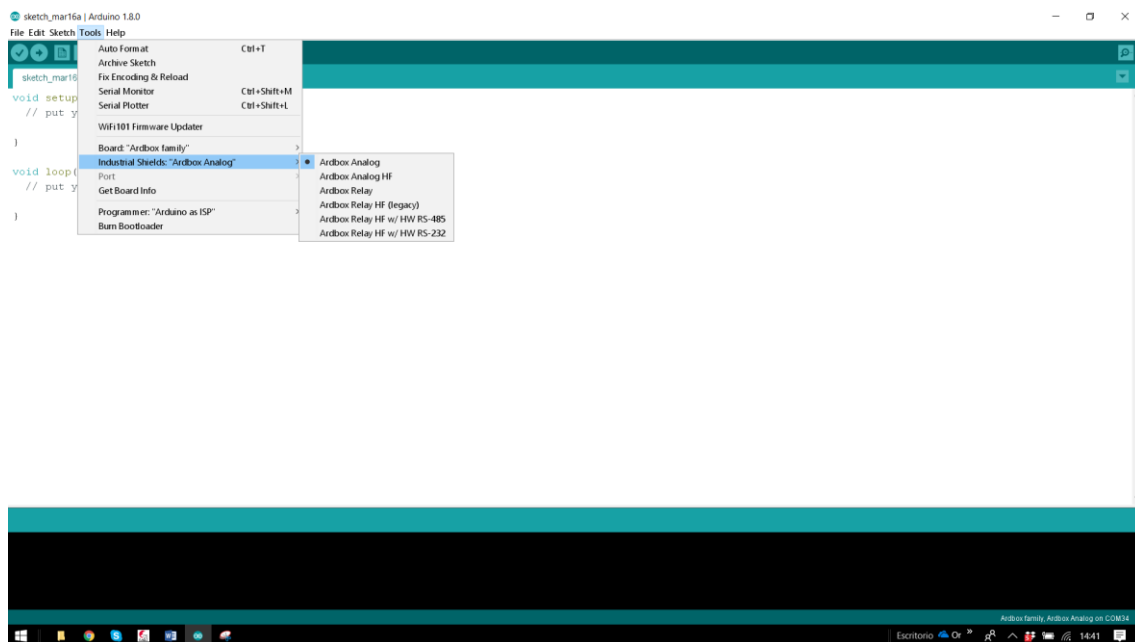 sketch_mar16a | Arduino 1.8.0
File Edit Sketch Tools Help
sketch_mar16
Auto Format Ctrl+T
Archive Sketch
Fix Encoding & Reload
Serial Monitor Ctrl+Shift+M
Serial Plotter Ctrl+Shift+L
WiFi101 Firmware Updater
Board: "Ardbox family"
Industrial Shields: "Ardbox Analog"
Port
Get Board Info
Programmer: "Arduino as ISP"
Burn Bootloader
Ardbox Analog
Ardbox Analog HF
Ardbox Relay
Ardbox Relay HF (legacy)
Ardbox Relay HF w/ HW RS-485
Ardbox Relay HF w/ HW RS-232
void setup
// put y
}
void loop(
// put y
}
Ardbox family, Ardbox Analog on COM34
Escritorio Or » 14:41